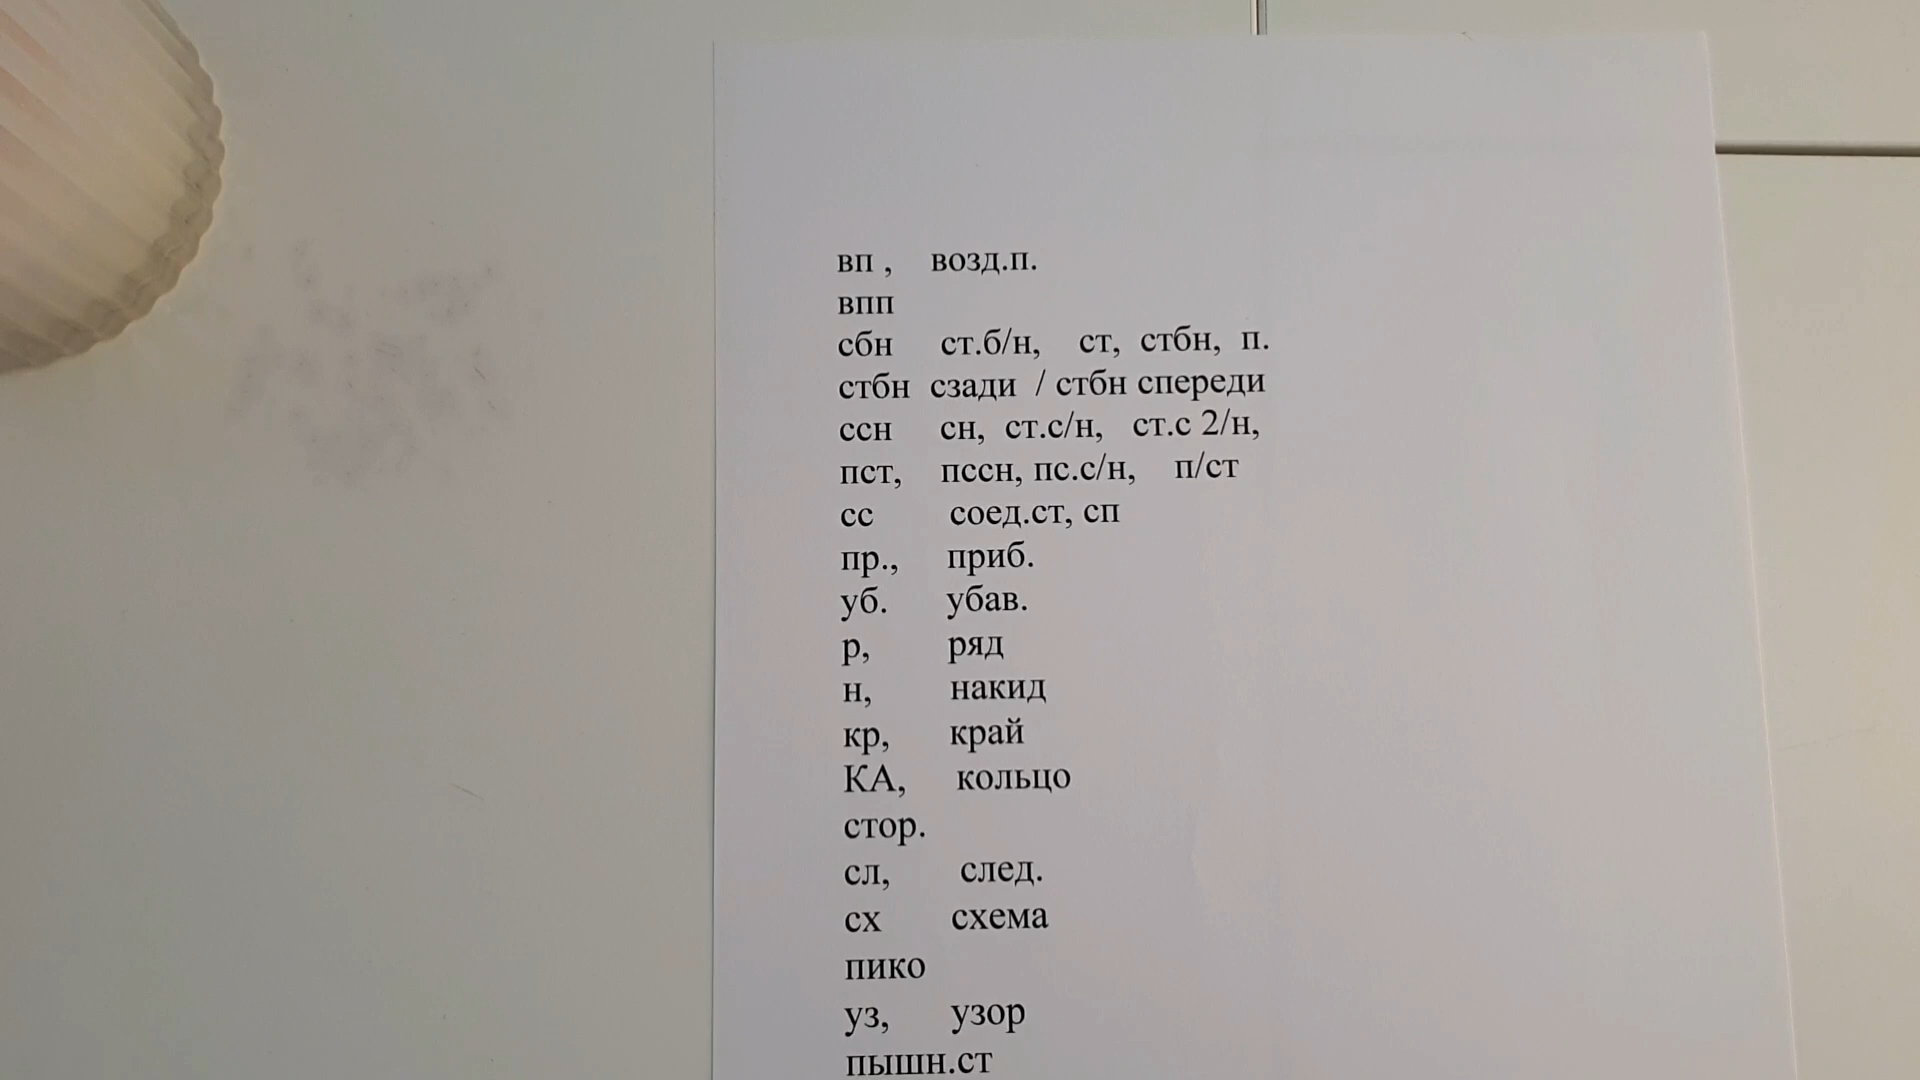 вп , возд.п.
впп
сбн ст.б/н, ст, стбн, п.
стбн сзади / стбн спереди
ссн сн, ст.с/н, ст.с 2/н,
пст, пссн, пс.с/н, п/ст
сс соед.ст, сп
пр., приб.
уб. убав.
р, ряд
н, накид
кр, край
КА, кольцо
стор.
сл, след.
сх схема
пико
уз, узор
пышн.ст